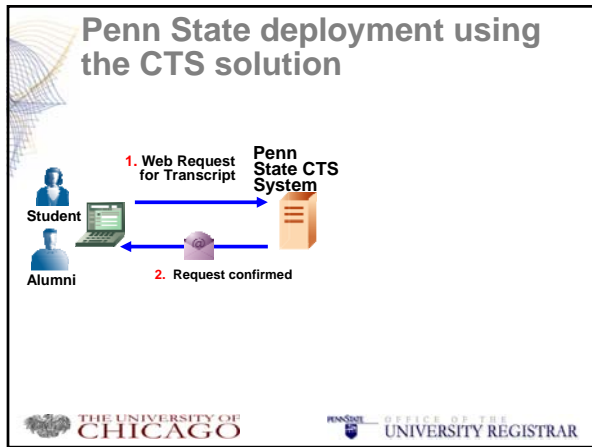 Penn State deployment using
the CTS solution
1. Web Request
for Transcript
Penn
State CTS
System
Student
Alumni
@
2. Request confirmed
THE UNIVERSITY OF
CHICAGO
PENNSTATE
OFFICE OF THE
UNIVERSITY REGISTRAR